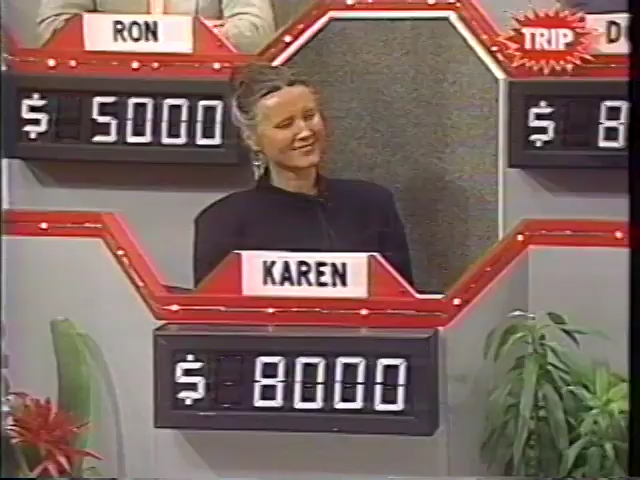 RON
TRIP
$ 5000
$ 8
KAREN
$ 8000